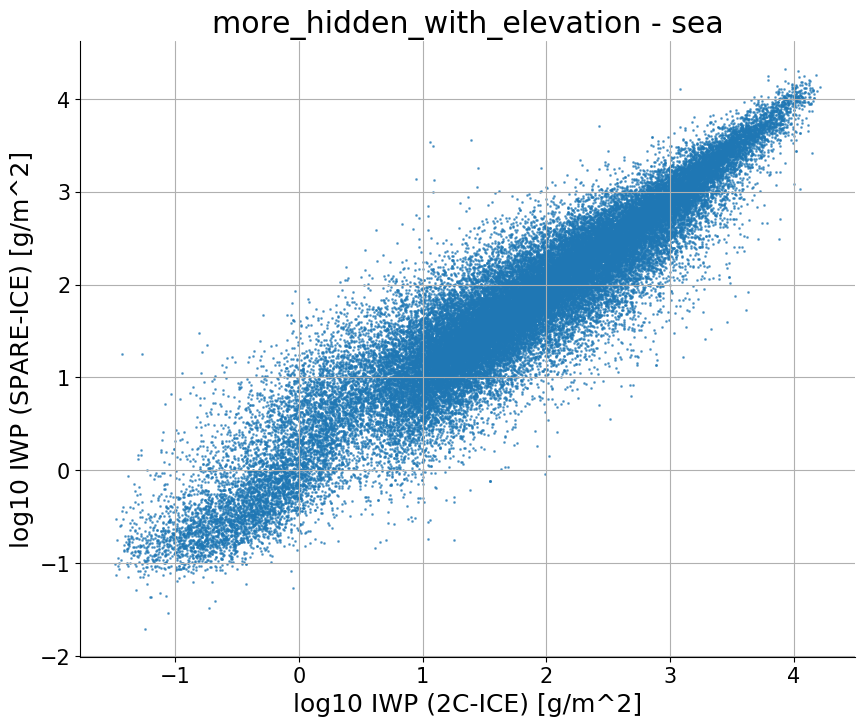 more_hidden_with_elevation - sea
log10 IWP (SPARE-ICE) [g/m^2]
4
3
2
1
0
−1
−2
−1 0 1 2 3 4
log10 IWP (2C-ICE) [g/m^2]